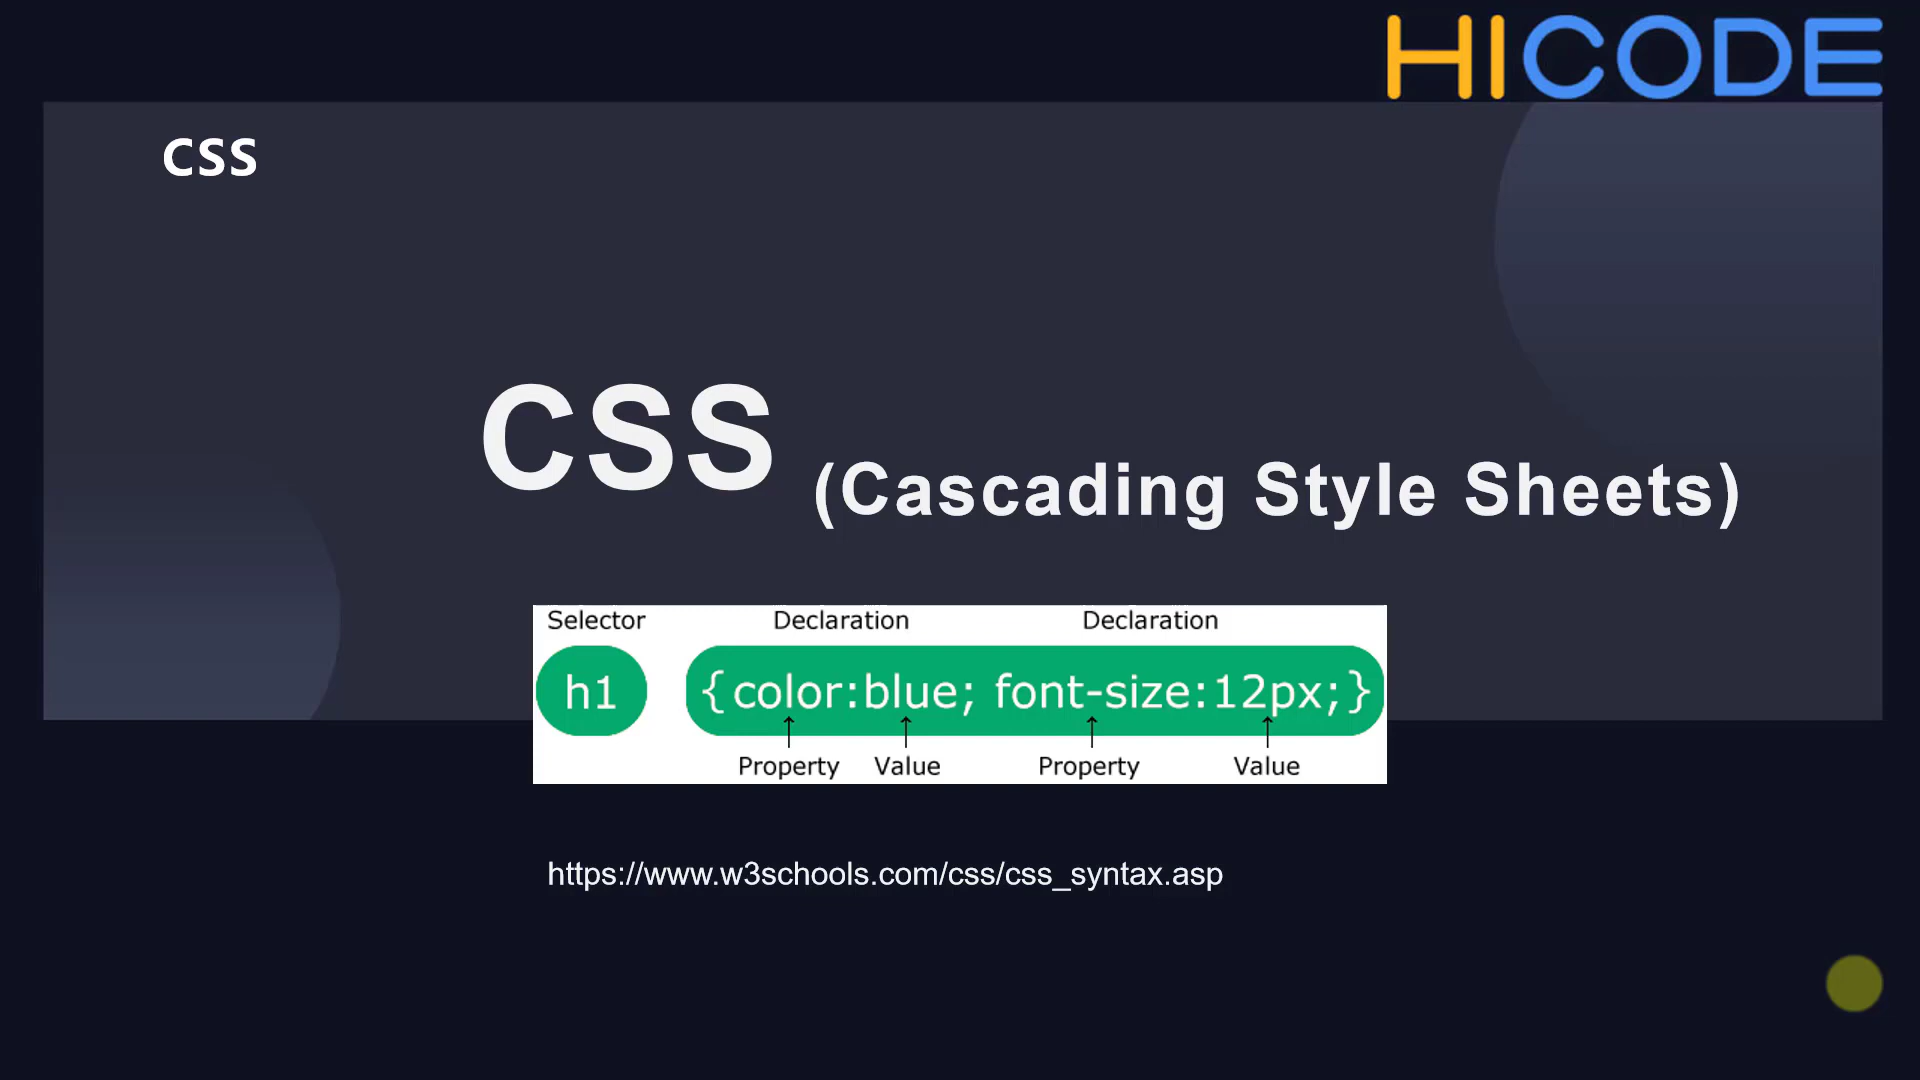 HICODE
CSS
CSS (Cascading Style Sheets)
Selector Declaration Declaration
h1 {color:blue; font-size:12px;}
Property Value Property Value
https://www.w3schools.com/css/css_syntax.asp